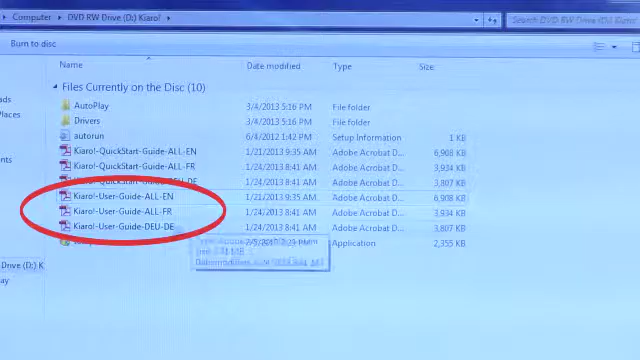 Computer ▸ DVD RW Drive (D:) Kiaro! ▸ Search DVD RW Drive (D:) Kiaro!
Burn to disc
Name Date modified Type Size
Files Currently on the Disc (10)
AutoPlay 3/4/2013 5:16 PM File folder
Drivers 3/4/2013 5:16 PM File folder
autorun 6/4/2012 1:42 PM Setup Information 1 KB
Kiaro!-QuickStart-Guide-ALL-EN 1/21/2013 9:35 AM Adobe Acrobat D... 6,908 KB
Kiaro!-QuickStart-Guide-ALL-FR 1/24/2013 8:41 AM Adobe Acrobat D... 3,934 KB
1/24/2013 8:41 AM Adobe Acrobat D... 3,807 KB
Kiaro!-User-Guide-ALL-EN 1/21/2013 9:35 AM Adobe Acrobat D... 6,908 KB
Kiaro!-User-Guide-ALL-FR 1/24/2013 8:41 AM Adobe Acrobat D... 3,934 KB
Kiaro!-User-Guide-DEU-DE 1/24/2013 8:41 AM Adobe Acrobat D... 3,807 KB
Application 2,355 KB
Drive (D:) K